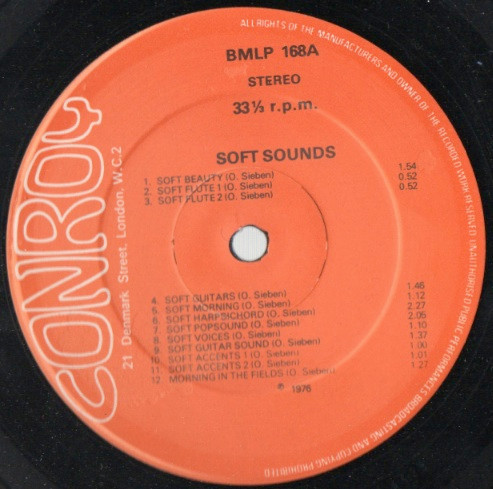 BMLP 168A
STEREO
33⅓ r.p.m.
SOFT SOUNDS
1. SOFT BEAUTY (O. Sieben) 1.54
2. SOFT FLUTE 1 (O. Sieben) 0.52
3. SOFT FLUTE 2 (O. Sieben) 0.52
4. SOFT GUITARS (O. Sieben) 1.46
5. SOFT MORNING (O. Sieben) 1.12
6. SOFT HARPSICHORD (O. Sieben) 2.27
7. SOFT POPSOUND (O. Sieben) 2.05
8. SOFT VOICES (O. Sieben) 1.10
9. SOFT GUITAR SOUND (O. Sieben) 1.37
10. SOFT ACCENTS 1 (O. Sieben) 1.00
11. SOFT ACCENTS 2 (O. Sieben) 1.01
12. MORNING IN THE FIELDS (O. Sieben) 1.27
℗ 1976
CONROY
21 Denmark Street, London, W.C.2
ALL RIGHTS OF THE MANUFACTURERS AND OWNER OF THE RECORDED WORK RESERVED UNAUTHORISED PUBLIC PERFORMANCES BROADCASTING AND COPYING PROHIBITED